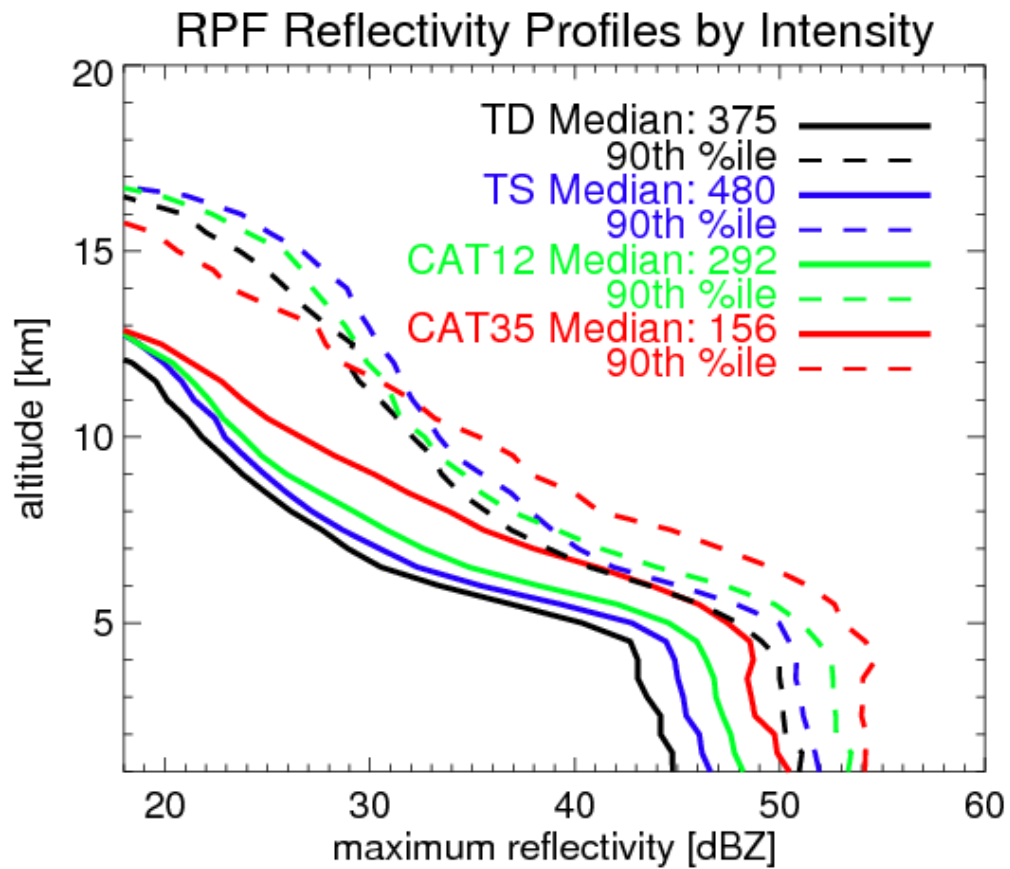 RPF Reflectivity Profiles by Intensity
20
15
10
5
altitude [km]
TD Median: 375
90th %ile
TS Median: 480
90th %ile
CAT12 Median: 292
90th %ile
CAT35 Median: 156
90th %ile
20 30 40 50 60
maximum reflectivity [dBZ]